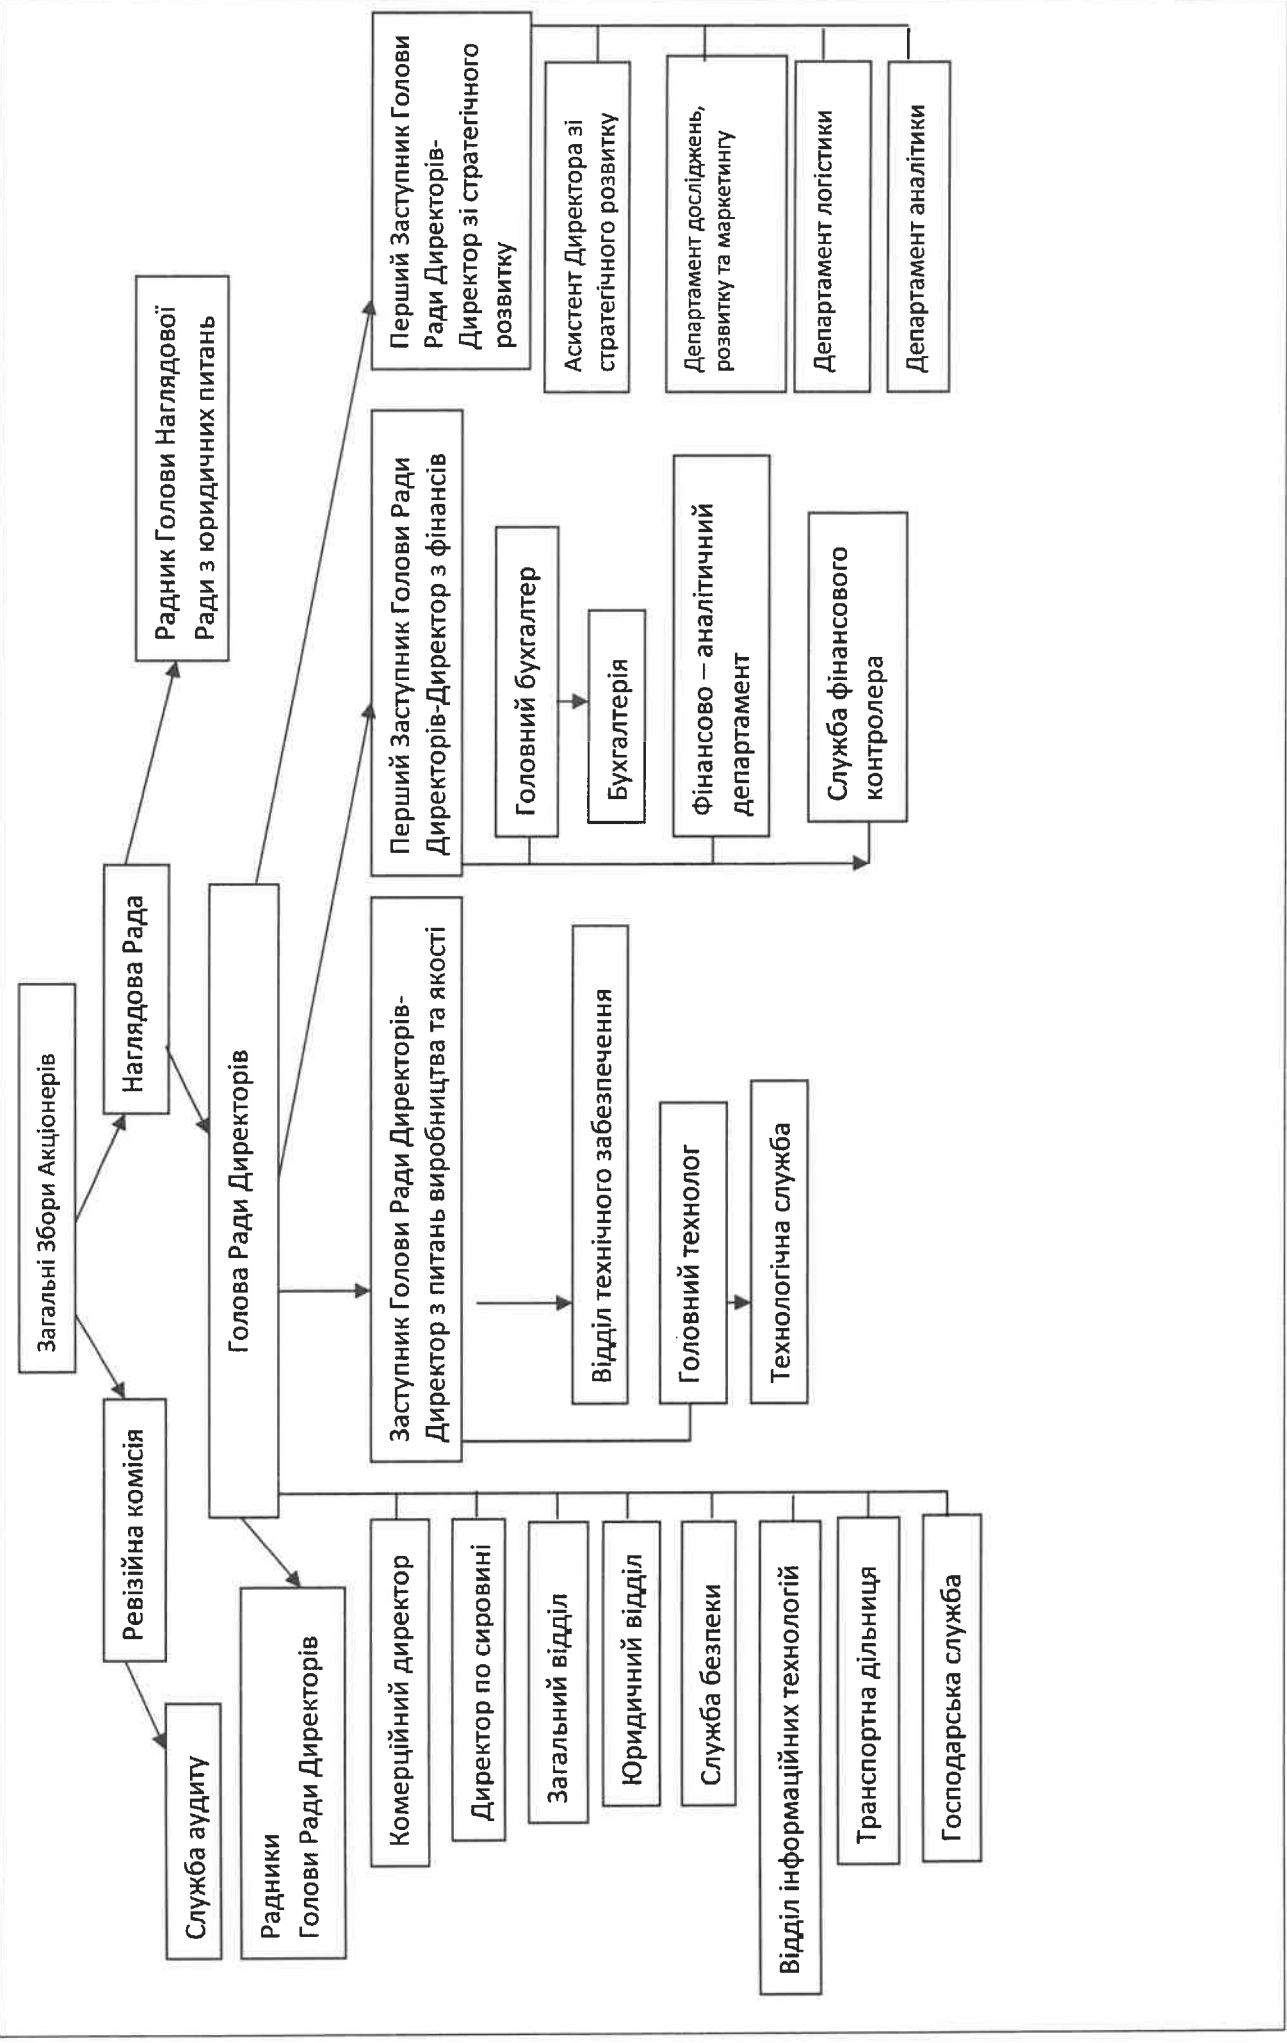 Загальні Збори Акціонерів
Ревізійна комісія
Наглядова Рада
Служба аудиту
Радник Голови Наглядової
Ради з юридичних питань
Голова Ради Директорів
Радники
Голови Ради Директорів
Комерційний директор
Директор по сировині
Загальний відділ
Юридичний відділ
Служба безпеки
Відділ інформаційних технологій
Транспортна дільниця
Господарська служба
Заступник Голови Ради Директорів-
Директор з питань виробництва та якості
Відділ технічного забезпечення
Головний технолог
Технологічна служба
Перший Заступник Голови Ради
Директорів-Директор з фінансів
Головний бухгалтер
Бухгалтерія
Фінансово – аналітичний
департамент
Служба фінансового
контролера
Перший Заступник Голови
Ради Директорів-
Директор зі стратегічного
розвитку
Асистент Директора зі
стратегічного розвитку
Департамент досліджень,
розвитку та маркетингу
Департамент логістики
Департамент аналітики